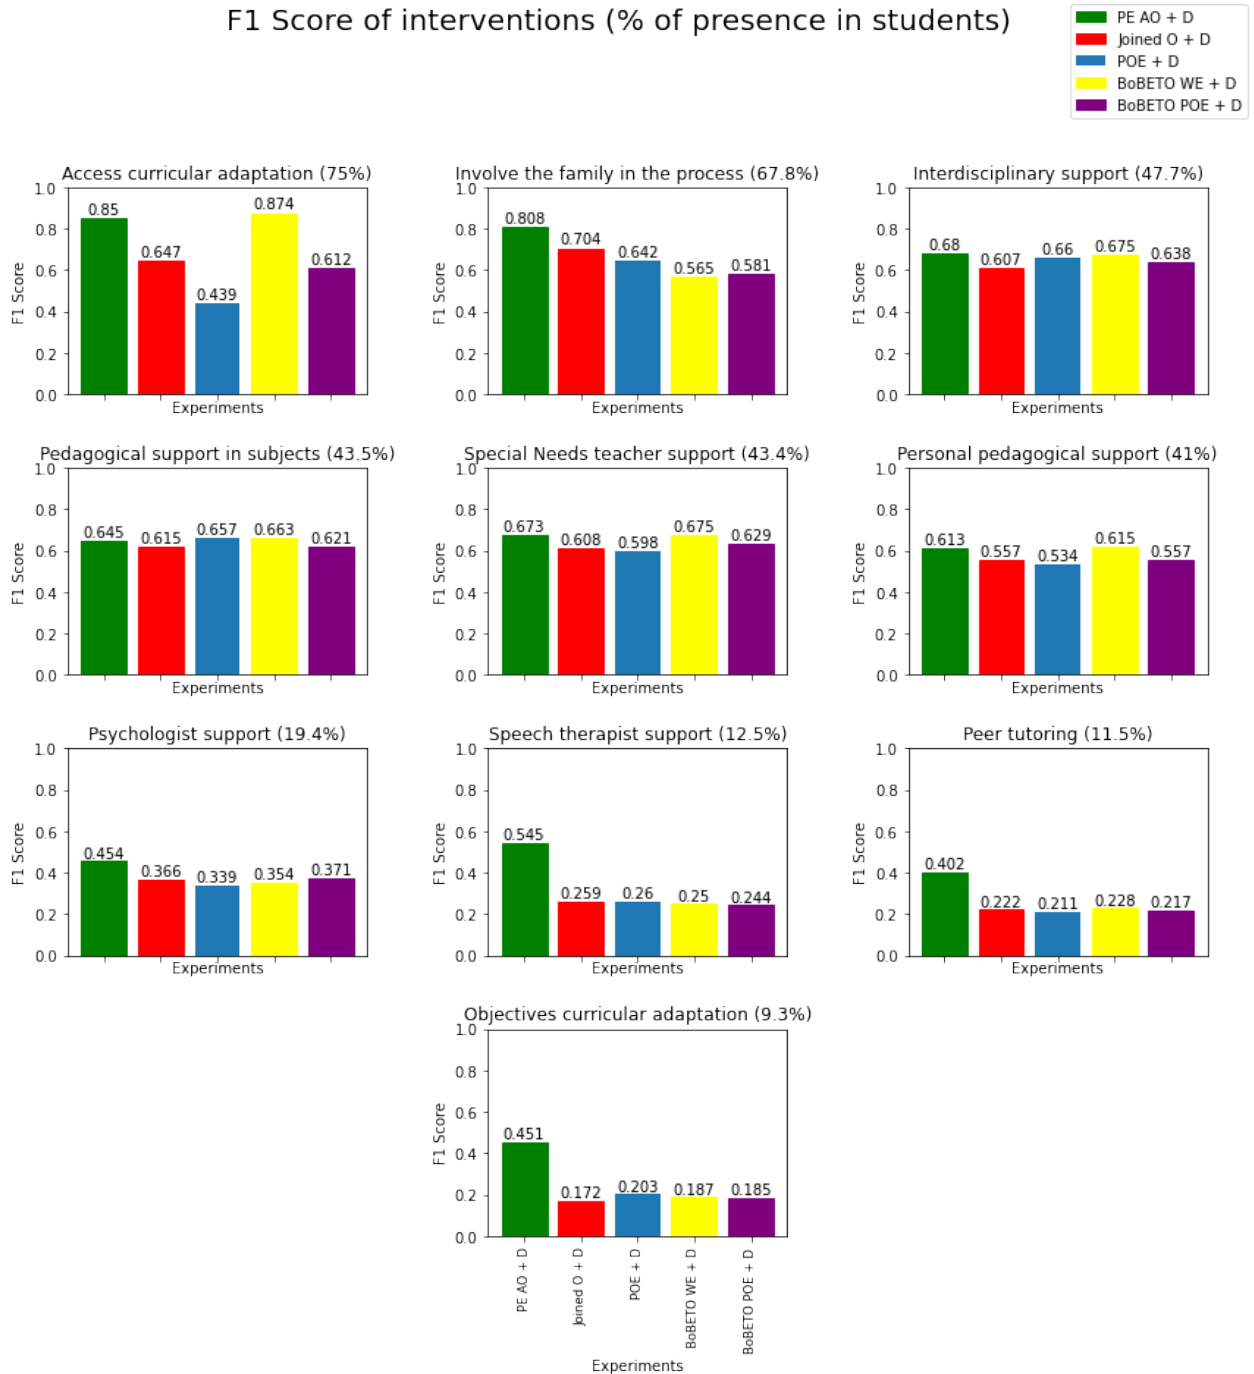 F1 Score of interventions (% of presence in students)
PE AO + D
Joined O + D
POE + D
BoBETO WE + D
BoBETO POE + D
Access curricular adaptation (75%)
F1 Score
1.0
0.8
0.6
0.4
0.2
0.0
0.85
0.647
0.439
0.874
0.612
Experiments
Involve the family in the process (67.8%)
F1 Score
1.0
0.8
0.6
0.4
0.2
0.0
0.808
0.704
0.642
0.565
0.581
Experiments
Interdisciplinary support (47.7%)
F1 Score
1.0
0.8
0.6
0.4
0.2
0.0
0.68
0.607
0.66
0.675
0.638
Experiments
Pedagogical support in subjects (43.5%)
F1 Score
1.0
0.8
0.6
0.4
0.2
0.0
0.645
0.615
0.657
0.663
0.621
Experiments
Special Needs teacher support (43.4%)
F1 Score
1.0
0.8
0.6
0.4
0.2
0.0
0.673
0.608
0.598
0.675
0.629
Experiments
Personal pedagogical support (41%)
F1 Score
1.0
0.8
0.6
0.4
0.2
0.0
0.613
0.557
0.534
0.615
0.557
Experiments
Psychologist support (19.4%)
F1 Score
1.0
0.8
0.6
0.4
0.2
0.0
0.454
0.366
0.339
0.354
0.371
Experiments
Speech therapist support (12.5%)
F1 Score
1.0
0.8
0.6
0.4
0.2
0.0
0.545
0.259
0.26
0.25
0.244
Experiments
Peer tutoring (11.5%)
F1 Score
1.0
0.8
0.6
0.4
0.2
0.0
0.402
0.222
0.211
0.228
0.217
Experiments
Objectives curricular adaptation (9.3%)
F1 Score
1.0
0.8
0.6
0.4
0.2
0.0
0.451
0.172
0.203
0.187
0.185
PE AO + D
Joined O + D
POE + D
BoBETO WE + D
BoBETO POE + D
Experiments